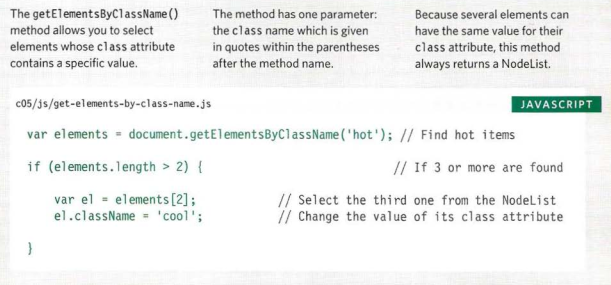 The getElementsByClassName()
method allows you to select
elements whose class attribute
contains a specific value.
The method has one parameter:
the class name which is given
in quotes within the parentheses
after the method name.
Because several elements can
have the same value for their
class attribute, this method
always returns a NodeList.
c05/js/get-elements-by-class-name.js
JAVASCRIPT
var elements = document.getElementsByClassName('hot'); // Find hot items
if (elements.length > 2) { // If 3 or more are found
var el = elements[2]; // Select the third one from the NodeList
el.className = 'cool'; // Change the value of its class attribute
}